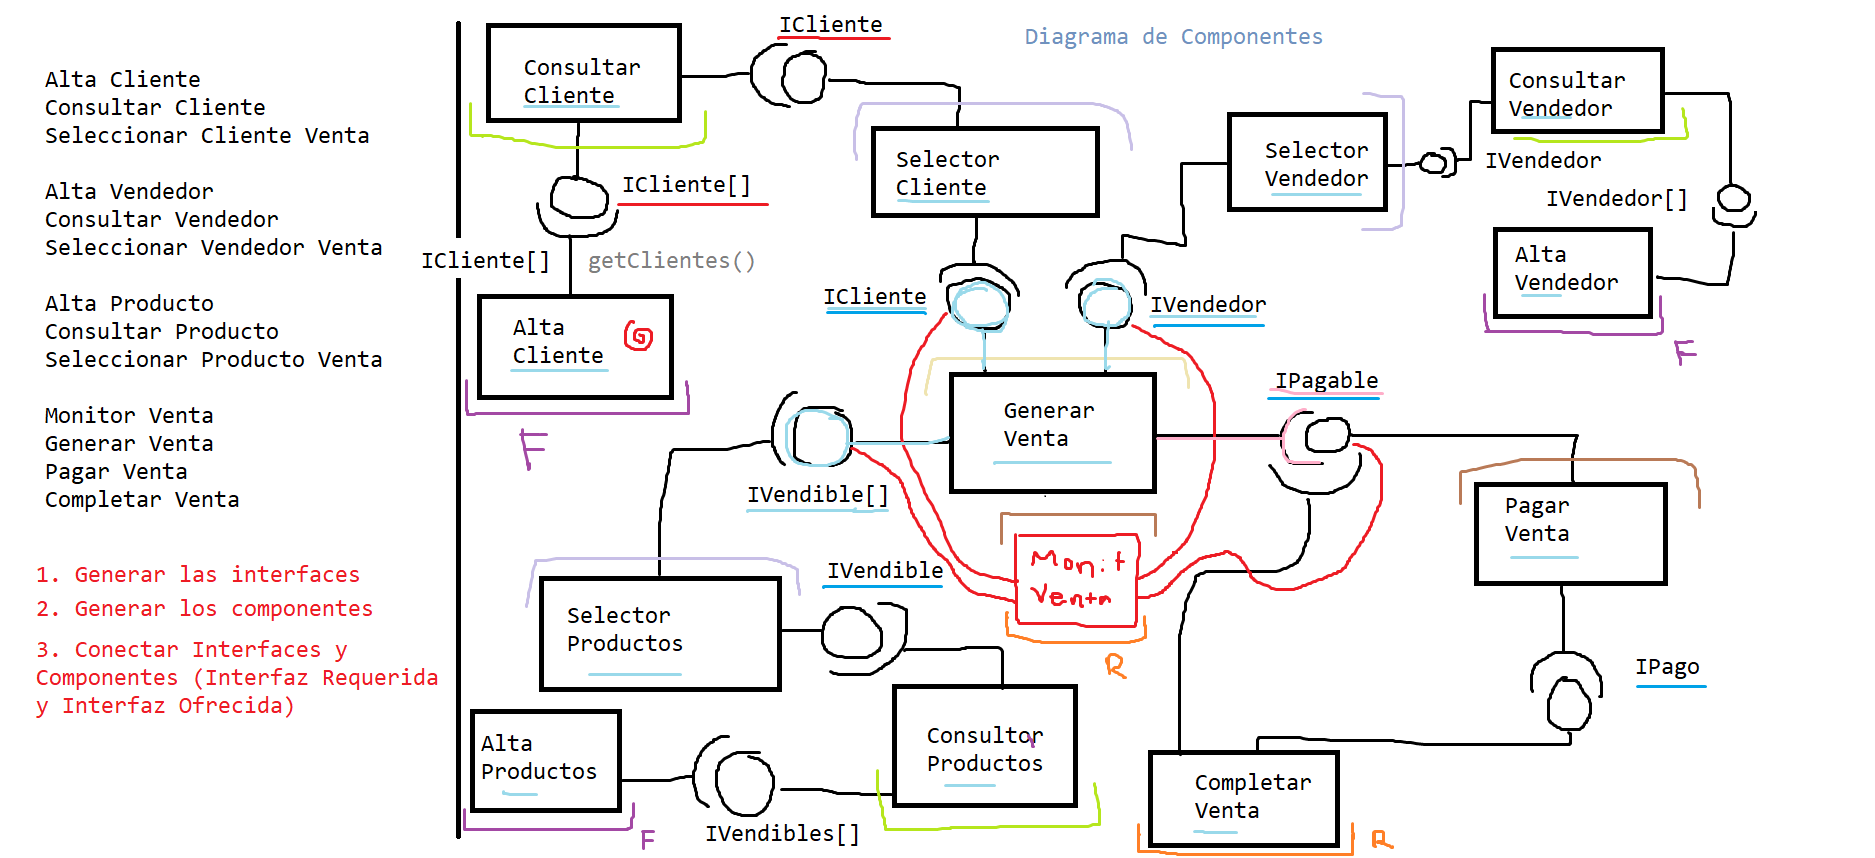 Alta Cliente
Consultar Cliente
Seleccionar Cliente Venta
Alta Vendedor
Consultar Vendedor
Seleccionar Vendedor Venta
Alta Producto
Consultar Producto
Seleccionar Producto Venta
Monitor Venta
Generar Venta
Pagar Venta
Completar Venta
1. Generar las interfaces
2. Generar los componentes
3. Conectar Interfaces y
Componentes (Interfaz Requerida
y Interfaz Ofrecida)
Diagrama de Componentes
Consultar
Cliente
ICliente
ICliente[]
ICliente[]
getClientes()
Alta
Cliente
F
Selector
Cliente
ICliente
Selector
Vendedor
IVendedor
Consultar
Vendedor
IVendedor
IVendedor[]
Alta
Vendedor
F
Generar
Venta
IPagable
IVendible[]
Monit
Venta
R
Pagar
Venta
IPago
Selector
Productos
IVendible
Consultor
Productos
Alta
Productos
F
IVendibles[]
Completar
Venta
R